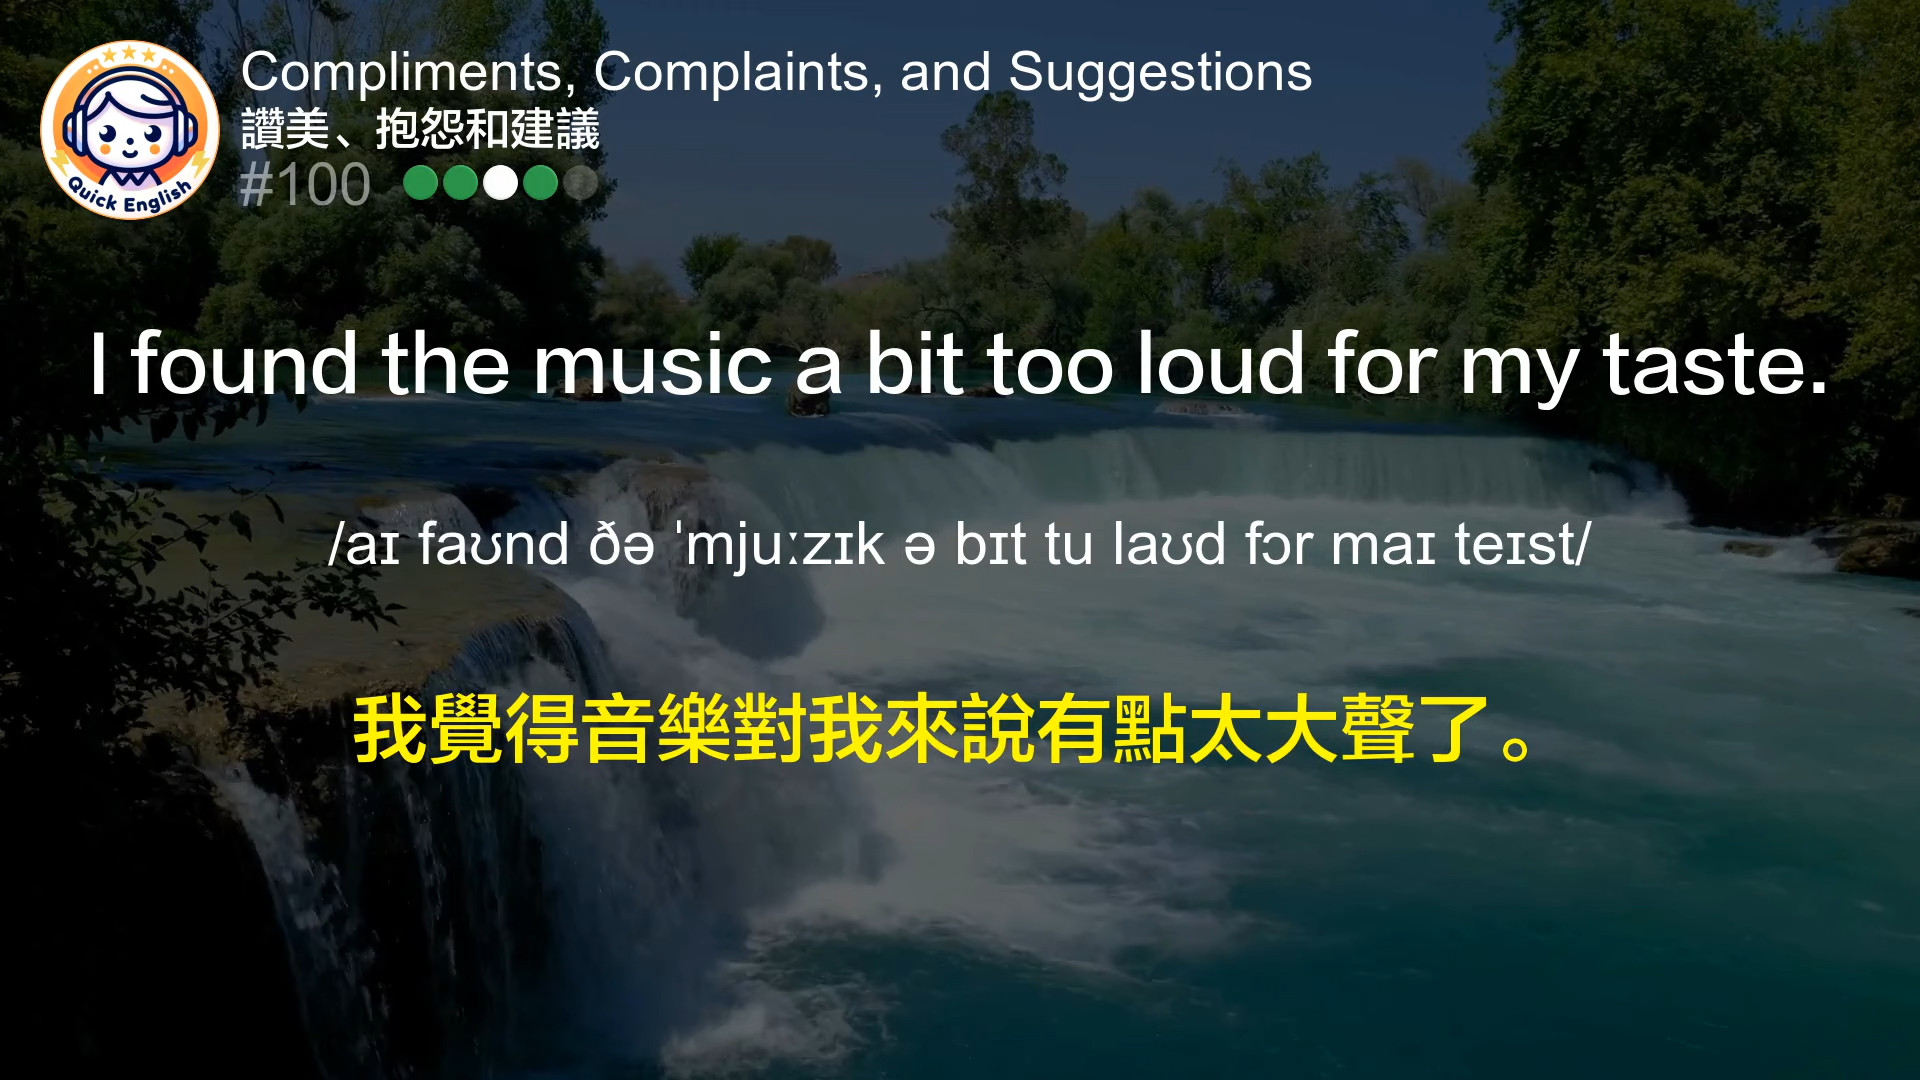 Compliments, Complaints, and Suggestions
讚美、抱怨和建議
#100
Quick English
I found the music a bit too loud for my taste.
/aɪ faʊnd ðə ˈmjuːzɪk ə bɪt tu laʊd fɔr maɪ teɪst/
我覺得音樂對我來說有點太大聲了。